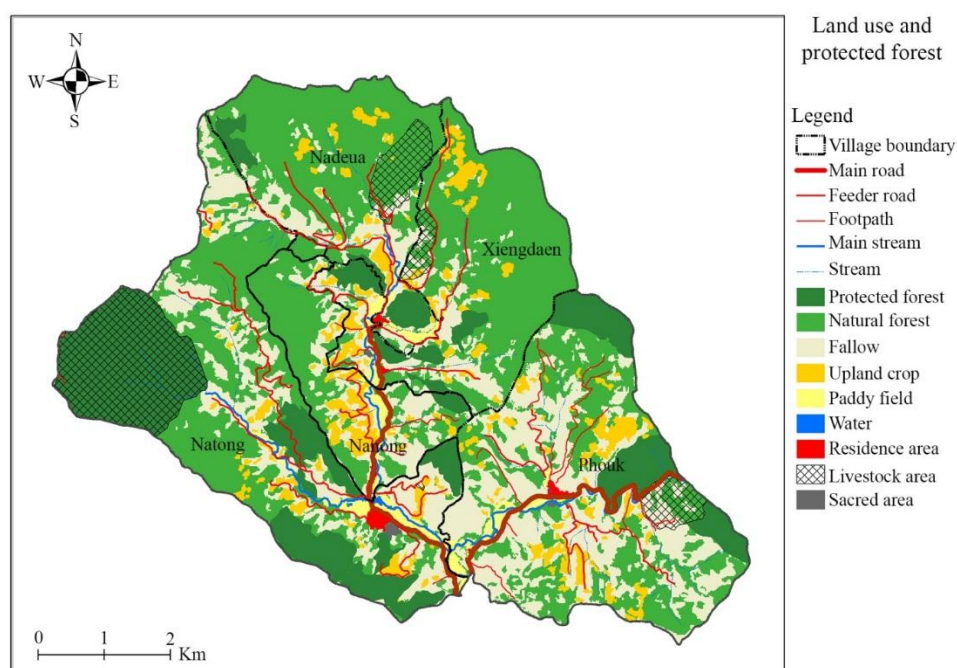 Land use and
protected forest
N
W E
S
Legend
Village boundary
Main road
Feeder road
Footpath
Main stream
Stream
Protected forest
Natural forest
Fallow
Upland crop
Paddy field
Water
Residence area
Livestock area
Sacred area
Nadeua
Xiengdaen
Natong
Nanong
Phouk
0 1 2
Km